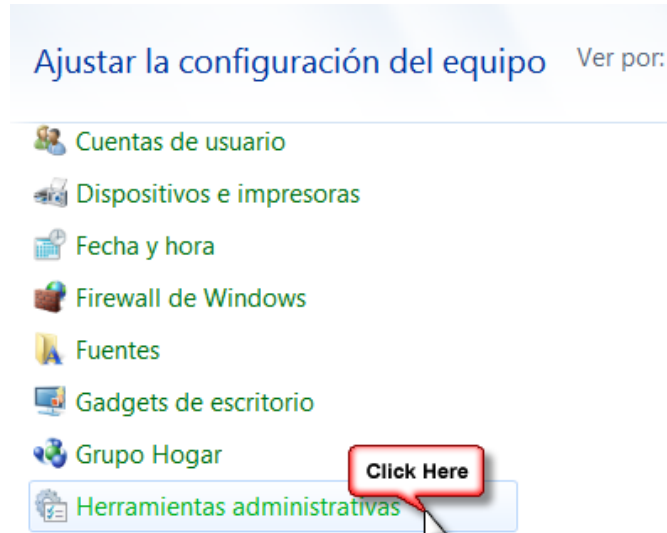 Ajustar la configuración del equipo Ver por:
Cuentas de usuario
Dispositivos e impresoras
Fecha y hora
Firewall de Windows
Fuentes
Gadgets de escritorio
Grupo Hogar
Click Here
Herramientas administrativas